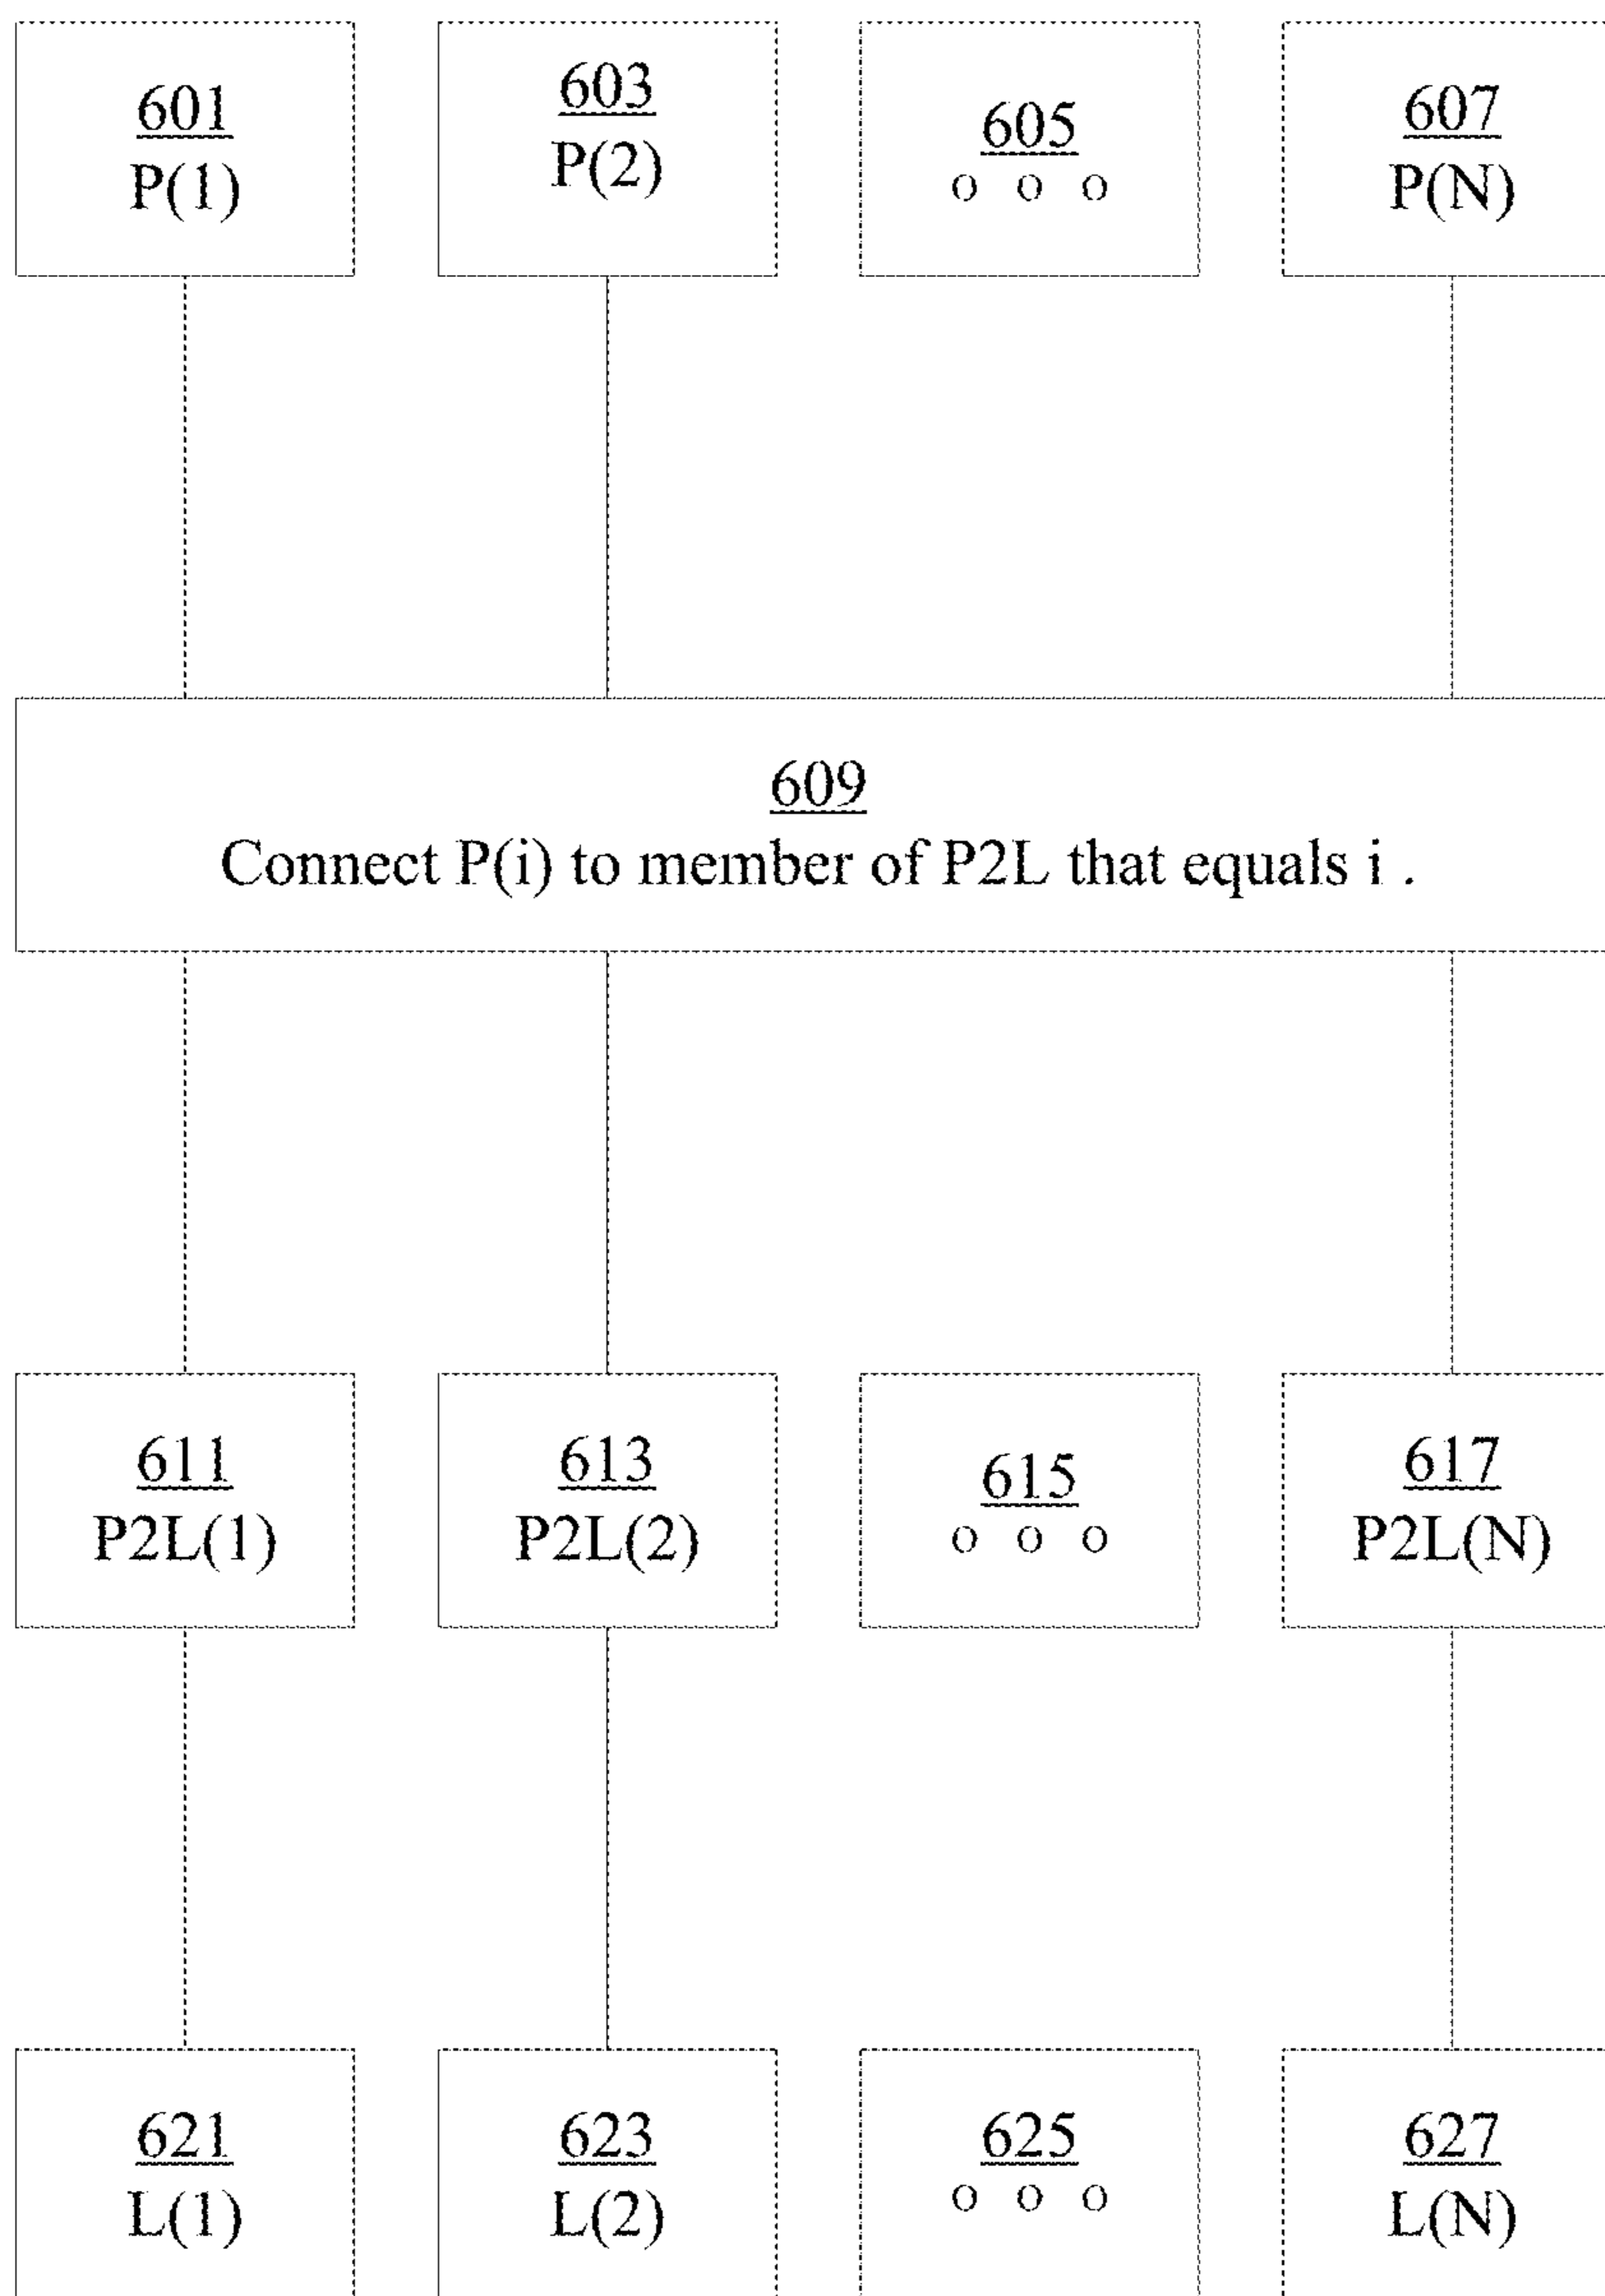 601 603 605 607
P(1) P(2) o o o P(N)
609
Connect P(i) to member of P2L that equals i .
611 613 615 617
P2L(1) P2L(2) o o o P2L(N)
621 623 625 627
L(1) L(2) o o o L(N)